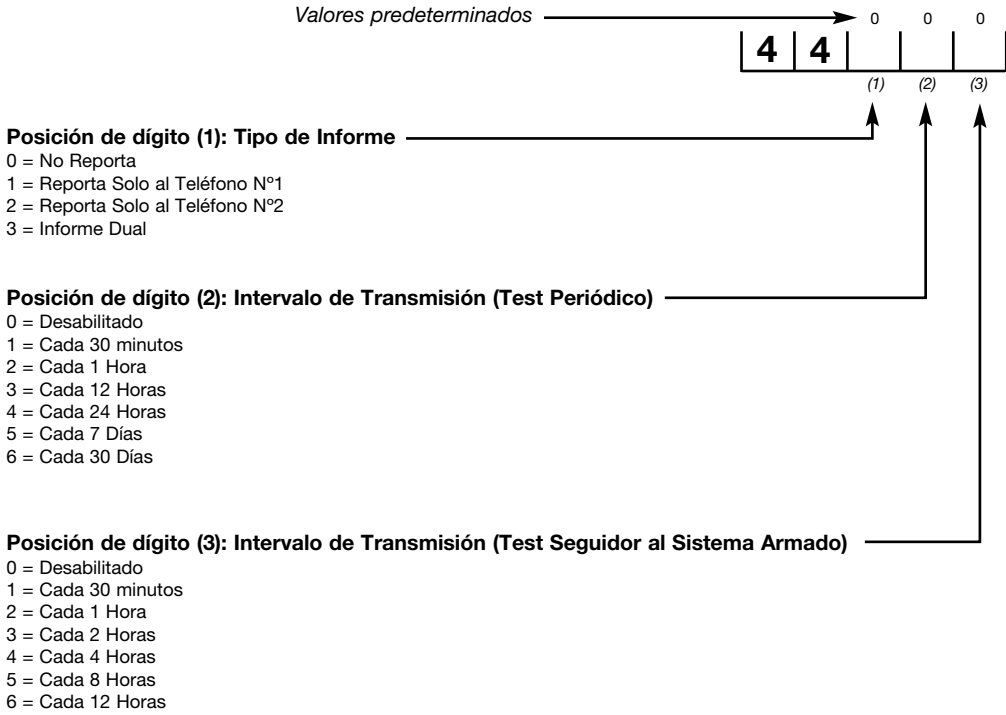 Valores predeterminados 0 0 0
4 4
(1) (2) (3)
Posición de dígito (1): Tipo de Informe
0 = No Reporta
1 = Reporta Solo al Teléfono Nº1
2 = Reporta Solo al Teléfono Nº2
3 = Informe Dual
Posición de dígito (2): Intervalo de Transmisión (Test Periódico)
0 = Desabilitado
1 = Cada 30 minutos
2 = Cada 1 Hora
3 = Cada 12 Horas
4 = Cada 24 Horas
5 = Cada 7 Días
6 = Cada 30 Días
Posición de dígito (3): Intervalo de Transmisión (Test Seguidor al Sistema Armado)
0 = Desabilitado
1 = Cada 30 minutos
2 = Cada 1 Hora
3 = Cada 2 Horas
4 = Cada 4 Horas
5 = Cada 8 Horas
6 = Cada 12 Horas